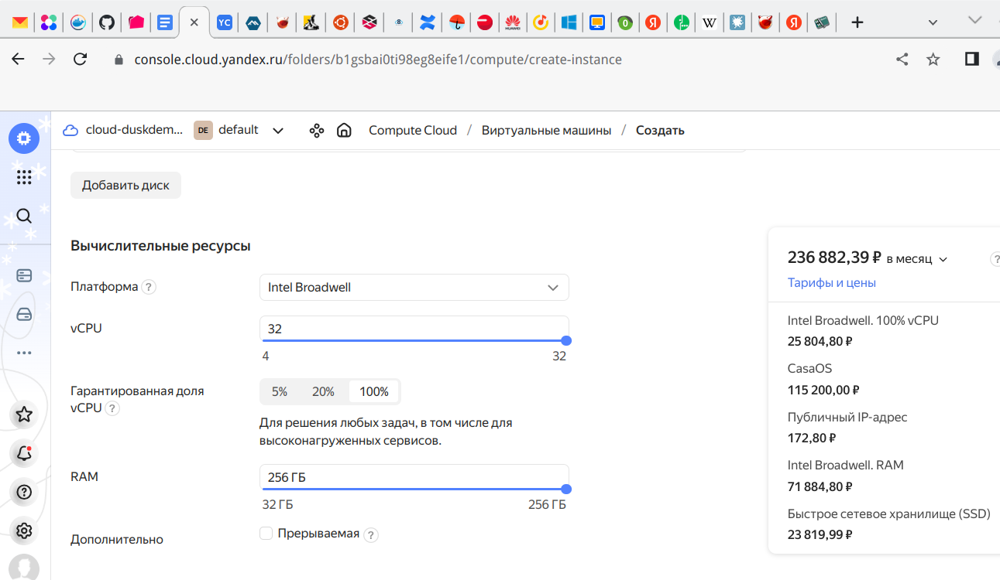 YC
HUAWEI
W
console.cloud.yandex.ru/folders/b1gsbai0ti98eg8eife1/compute/create-instance
cloud-duskdem... DE default Compute Cloud / Виртуальные машины / Создать
Добавить диск
Вычислительные ресурсы
Платформа ? Intel Broadwell
vCPU 32
4 32
Гарантированная доля
vCPU ?
5% 20% 100%
Для решения любых задач, в том числе для
высоконагруженных сервисов.
RAM 256 ГБ
32 ГБ 256 ГБ
Дополнительно Прерываемая ?
236 882,39 ₽ в месяц ?
Тарифы и цены
Intel Broadwell. 100% vCPU
25 804,80 ₽
CasaOS
115 200,00 ₽
Публичный IP-адрес
172,80 ₽
Intel Broadwell. RAM
71 884,80 ₽
Быстрое сетевое хранилище (SSD)
23 819,99 ₽